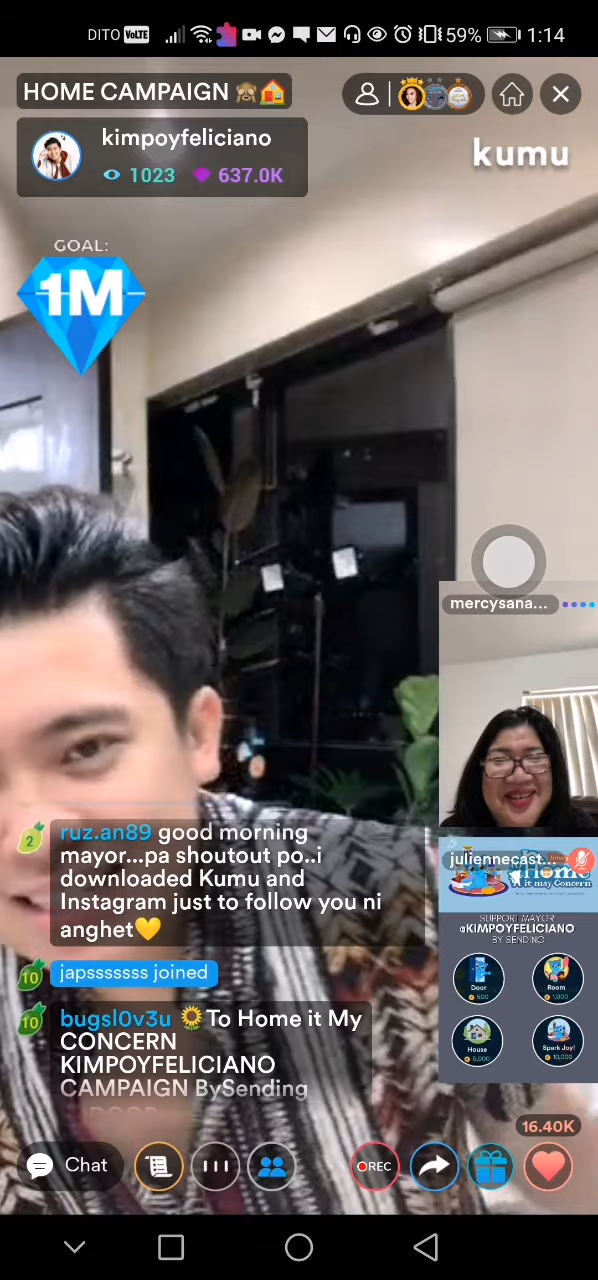 DITO VoLTE 59% 1:14
HOME CAMPAIGN 🙈🏠
kimpoyfeliciano
1023 637.0K
kumu
GOAL:
1M
mercysana...
2
ruz.an89 good morning
mayor...pa shoutout po..i
downloaded Kumu and
Instagram just to follow you ni
anghet💛
10
japsssssss joined
10
bugsl0v3u 🌻To Home it My
CONCERN
KIMPOYFELICIANO
CAMPAIGN BySending
juliennecast...
Home
it may Concern
SUPPORT MAYOR
@KIMPOYFELICIANO
BY SENDING
Door
500
Room
1,000
House
5,000
Spark Joy!
10,000
16.40K
Chat
REC